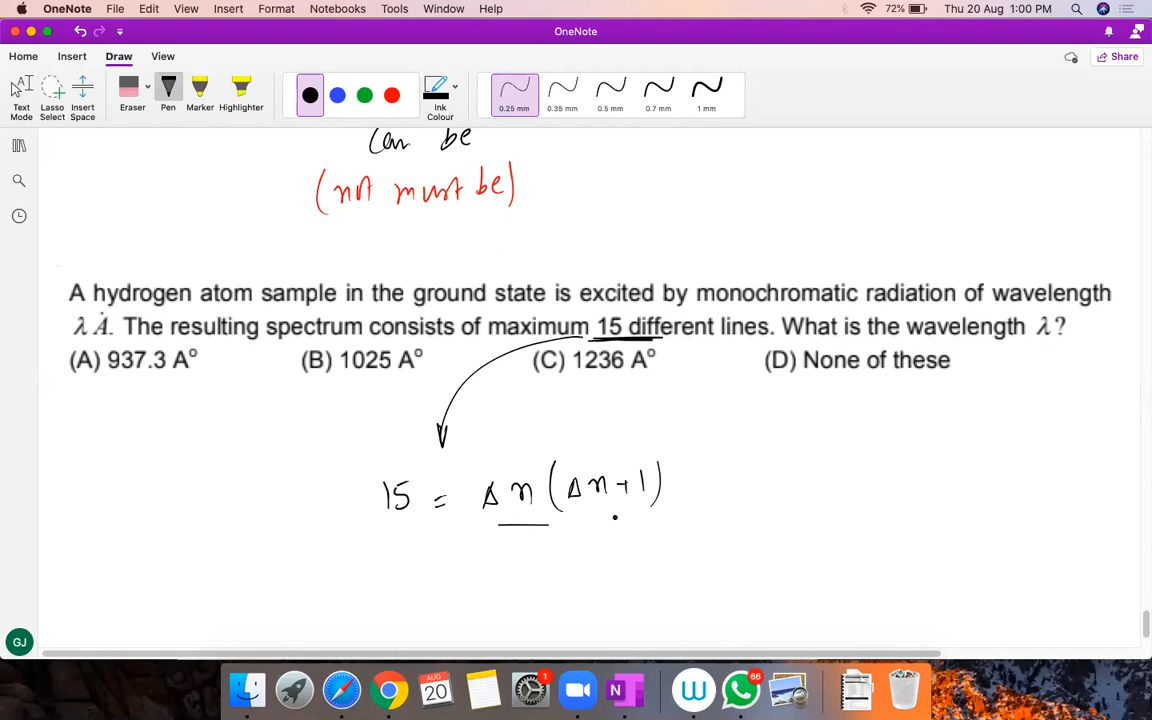 OneNote File Edit View Insert Format Notebooks Tools Window Help 72% Thu 20 Aug 1:00 PM
OneNote
Home Insert Draw View Share
Text Mode Lasso Select Insert Space Eraser Pen Marker Highlighter Ink Colour 0.25 mm 0.35 mm 0.5 mm 0.7 mm 1 mm
can be
(not must be)
A hydrogen atom sample in the ground state is excited by monochromatic radiation of wavelength
λ Å. The resulting spectrum consists of maximum 15 different lines. What is the wavelength λ?
(A) 937.3 A° (B) 1025 A° (C) 1236 A° (D) None of these
15 = Δn(Δn+1)
GJ
AUG 20 1 W 66 N